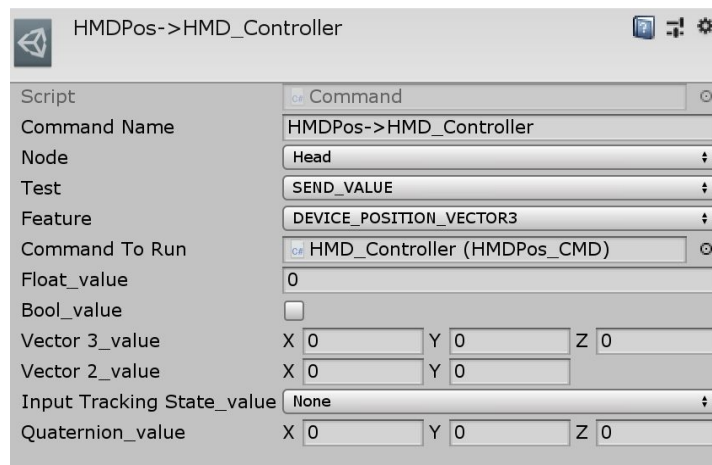 HMDPos->HMD_Controller
Script Command
Command Name HMDPos->HMD_Controller
Node Head
Test SEND_VALUE
Feature DEVICE_POSITION_VECTOR3
Command To Run HMD_Controller (HMDPos_CMD)
Float_value 0
Bool_value
Vector 3_value X 0 Y 0 Z 0
Vector 2_value X 0 Y 0
Input Tracking State_value None
Quaternion_value X 0 Y 0 Z 0